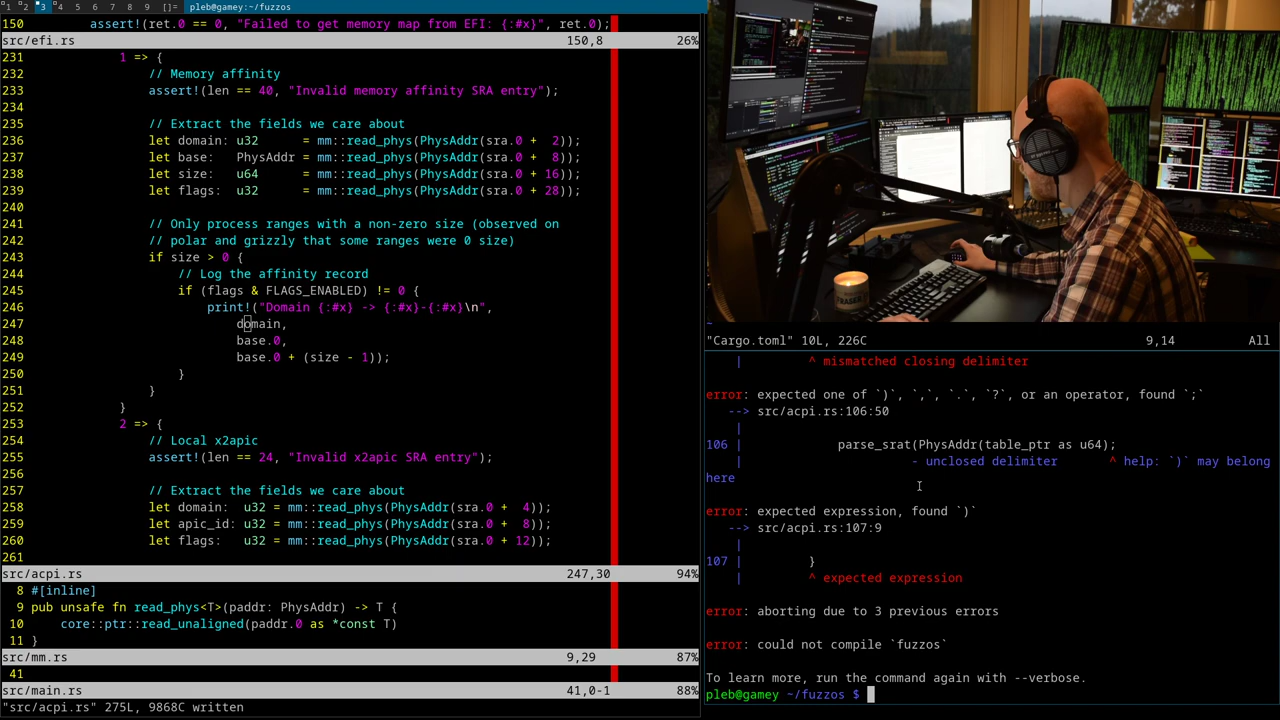 1 2 3 4 5 6 7 8 9 []= pleb@gamey:~/fuzzos
150 assert!(ret.0 == 0, "Failed to get memory map from EFI: {:#x}", ret.0);
src/efi.rs 150,8 26%
231 1 => {
232 // Memory affinity
233 assert!(len == 40, "Invalid memory affinity SRA entry");
234
235 // Extract the fields we care about
236 let domain: u32 = mm::read_phys(PhysAddr(sra.0 + 2));
237 let base: PhysAddr = mm::read_phys(PhysAddr(sra.0 + 8));
238 let size: u64 = mm::read_phys(PhysAddr(sra.0 + 16));
239 let flags: u32 = mm::read_phys(PhysAddr(sra.0 + 28));
240
241 // Only process ranges with a non-zero size (observed on
242 // polar and grizzly that some ranges were 0 size)
243 if size > 0 {
244 // Log the affinity record
245 if (flags & FLAGS_ENABLED) != 0 {
246 print!("Domain {:#x} -> {:#x}-{:#x}\n",
247 domain,
248 base.0,
249 base.0 + (size - 1));
250 }
251 }
252 }
253 2 => {
254 // Local x2apic
255 assert!(len == 24, "Invalid x2apic SRA entry");
256
257 // Extract the fields we care about
258 let domain: u32 = mm::read_phys(PhysAddr(sra.0 + 4));
259 let apic_id: u32 = mm::read_phys(PhysAddr(sra.0 + 8));
260 let flags: u32 = mm::read_phys(PhysAddr(sra.0 + 12));
261
src/acpi.rs 247,30 94%
8 #[inline]
9 pub unsafe fn read_phys<T>(paddr: PhysAddr) -> T {
10 core::ptr::read_unaligned(paddr.0 as *const T)
11 }
src/mm.rs 9,29 87%
41
src/main.rs 41,0-1 88%
"src/acpi.rs" 275L, 9868C written
~
"Cargo.toml" 10L, 226C 9,14 All
| ^ mismatched closing delimiter
error: expected one of `)`, `,`, `.`, `?`, or an operator, found `;`
--> src/acpi.rs:106:50
|
106 | parse_srat(PhysAddr(table_ptr as u64);
| - unclosed delimiter ^ help: `)` may belong
here
error: expected expression, found `)`
--> src/acpi.rs:107:9
|
107 | }
| ^ expected expression
error: aborting due to 3 previous errors
error: could not compile `fuzzos`
To learn more, run the command again with --verbose.
pleb@gamey ~/fuzzos $